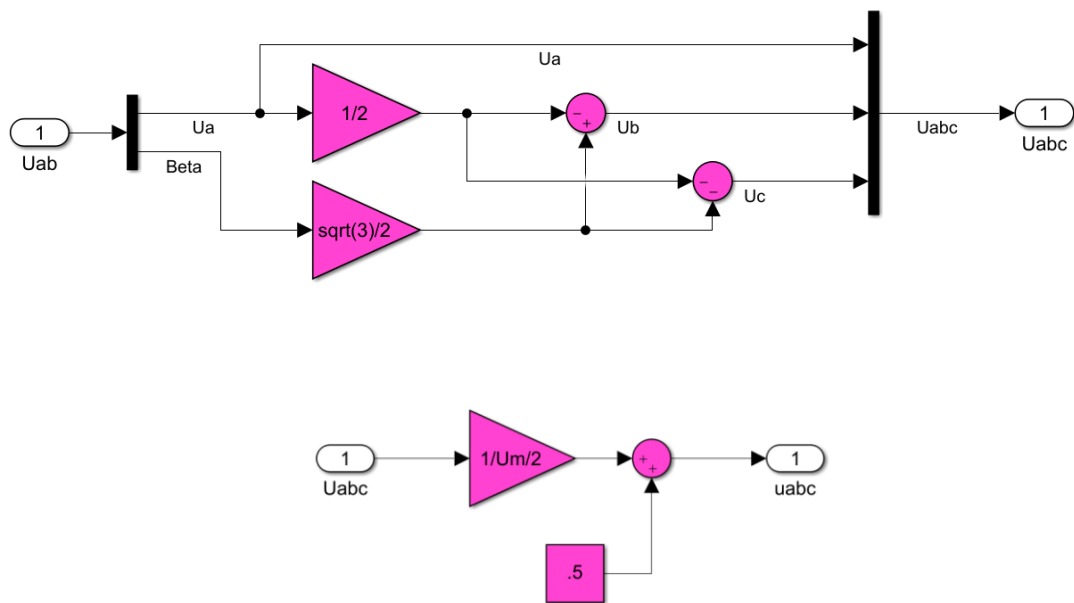 Ua
1/2
1
Ua
Ub
Uabc
1
Uab
Beta
Uabc
Uc
sqrt(3)/2
1
1/Um/2
1
Uabc
uabc
.5